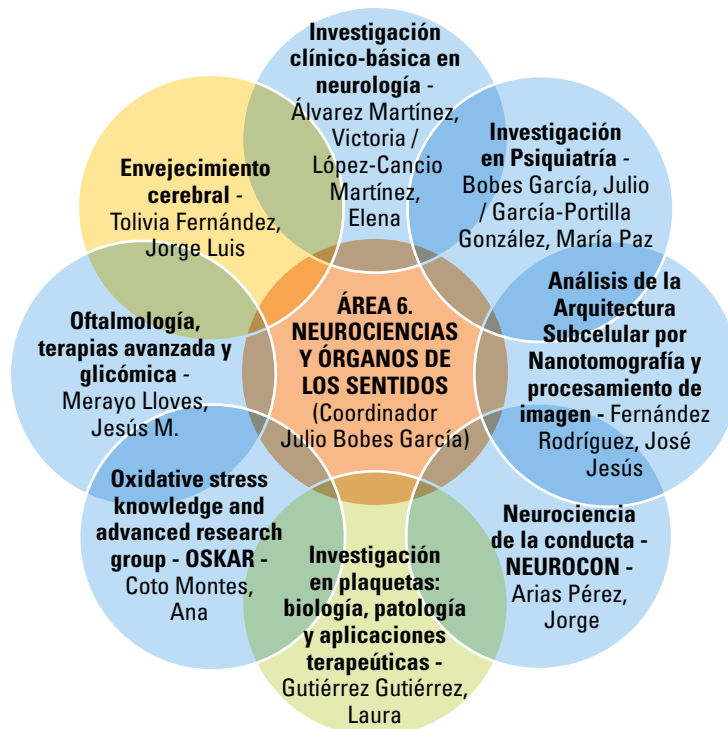 Investigación
clínico-básica en
neurología -
Álvarez Martínez,
Victoria /
López-Cancio
Martínez,
Elena
Investigación
en Psiquiatría -
Bobes García, Julio
/ García-Portilla
González, María Paz
Envejecimiento
cerebral -
Tolivia Fernández,
Jorge Luis
ÁREA 6.
NEUROCIENCIAS
Y ÓRGANOS DE
LOS SENTIDOS
(Coordinador
Julio Bobes García)
Análisis de la
Arquitectura
Subcelular por
Nanotomografía y
procesamiento de
imagen - Fernández
Rodríguez, José
Jesús
Oftalmología,
terapias avanzada y
glicómica -
Merayo Lloves,
Jesús M.
Oxidative stress
knowledge and
advanced research
group - OSKAR -
Coto Montes,
Ana
Neurociencia
de la conducta -
NEUROCON -
Arias Pérez,
Jorge
Investigación
en plaquetas:
biología, patología
y aplicaciones
terapeúticas -
Gutiérrez Gutiérrez,
Laura